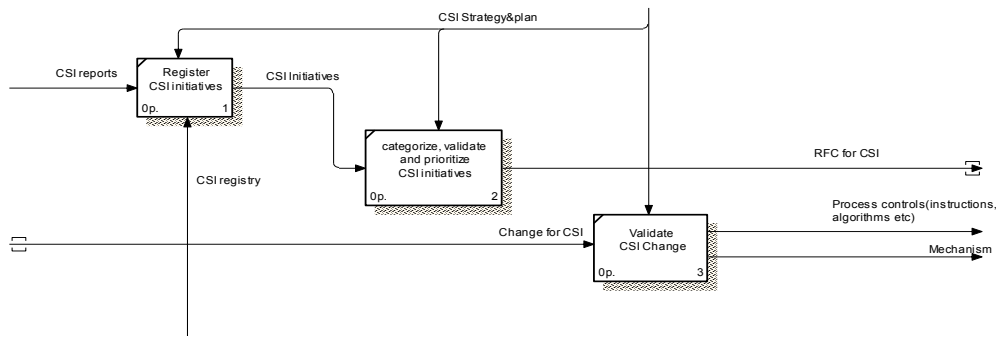 CSI Strategy&plan
CSI reports
Register
CSI initiatives
0p.
1
CSI Initiatives
categorize, validate
and prioritize
CSI initiatives
0p.
2
RFC for CSI
CSI registry
Process controls(instructions,
algorithms etc)
Change for CSI
Validate
CSI Change
0p.
3
Mechanism